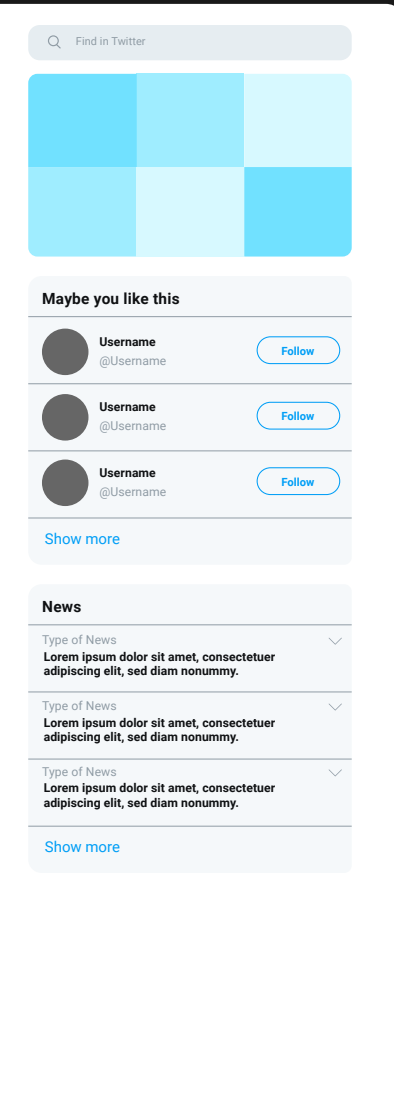 Find in Twitter
Maybe you like this
Username
@Username
Follow
Username
@Username
Follow
Username
@Username
Follow
Show more
News
Type of News
Lorem ipsum dolor sit amet, consectetuer
adipiscing elit, sed diam nonummy.
Type of News
Lorem ipsum dolor sit amet, consectetuer
adipiscing elit, sed diam nonummy.
Type of News
Lorem ipsum dolor sit amet, consectetuer
adipiscing elit, sed diam nonummy.
Show more